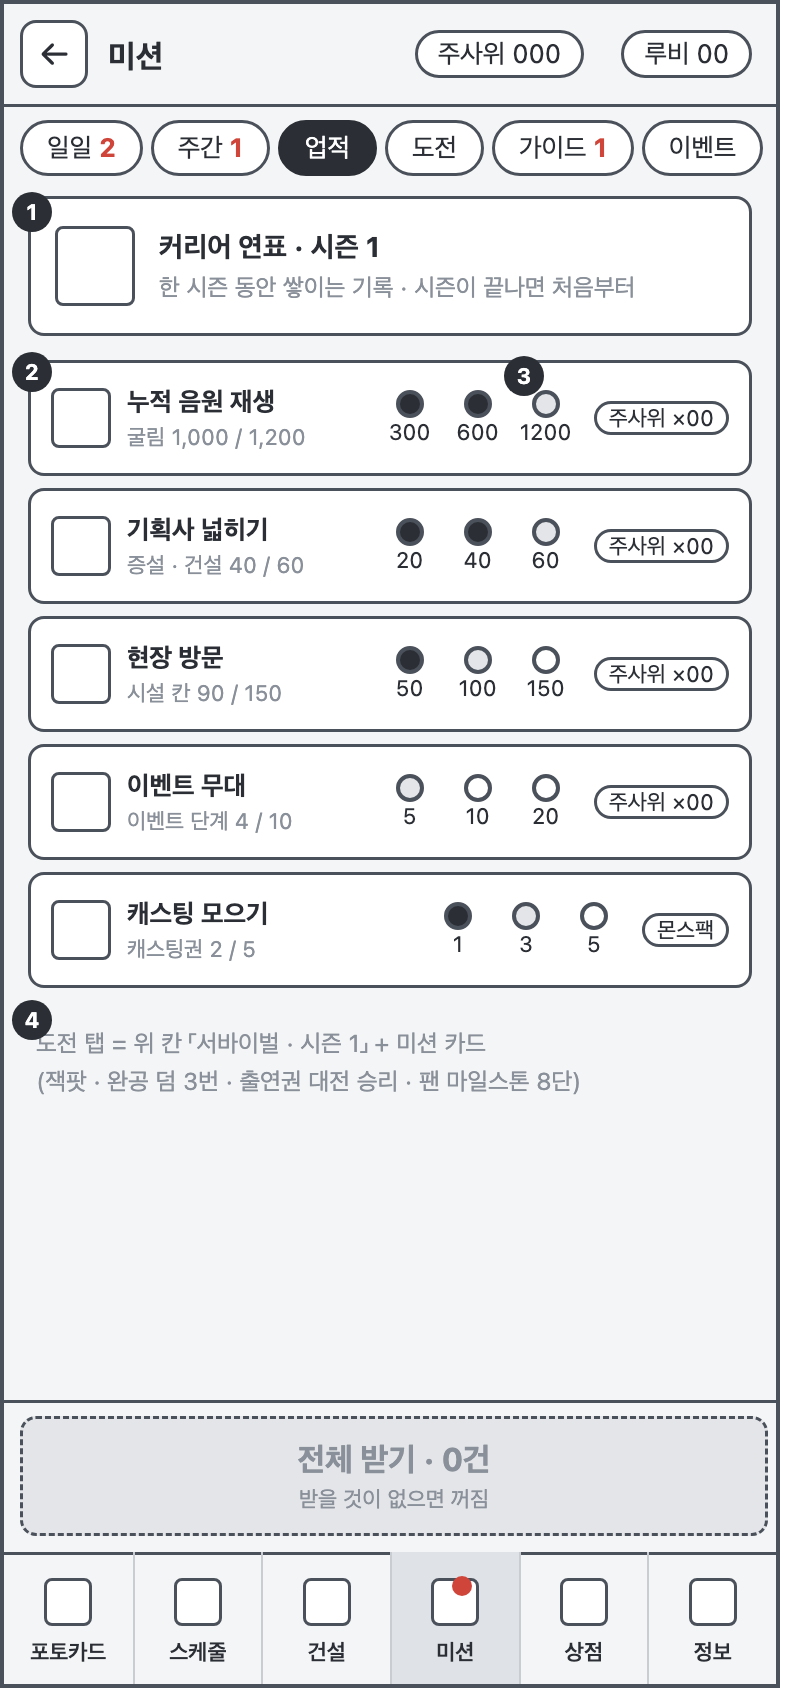 미션 주사위 000 루비 00
일일 2 주간 1 업적 도전 가이드 1 이벤트
1
커리어 연표 · 시즌 1
한 시즌 동안 쌓이는 기록 · 시즌이 끝나면 처음부터
2
3
누적 음원 재생
굴림 1,000 / 1,200
300 600 1200
주사위 ×00
기획사 넓히기
증설 · 건설 40 / 60
20 40 60
주사위 ×00
현장 방문
시설 칸 90 / 150
50 100 150
주사위 ×00
이벤트 무대
이벤트 단계 4 / 10
5 10 20
주사위 ×00
캐스팅 모으기
캐스팅권 2 / 5
1 3 5
몬스팩
4
도전 탭 = 위 칸 「서바이벌 · 시즌 1」 + 미션 카드
(잭팟 · 완공 덤 3번 · 출연권 대전 승리 · 팬 마일스톤 8단)
전체 받기 · 0건
받을 것이 없으면 꺼짐
포토카드 스케줄 건설 미션 상점 정보